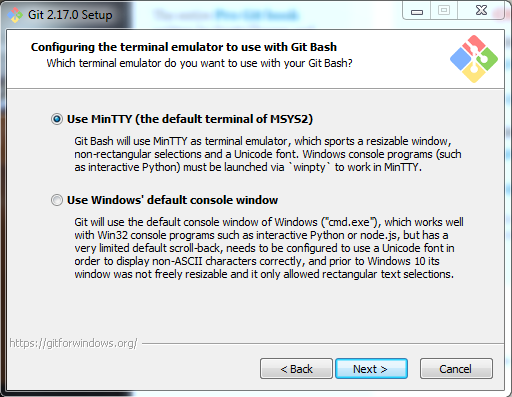 Git 2.17.0 Setup
Configuring the terminal emulator to use with Git Bash
Which terminal emulator do you want to use with your Git Bash?
Use MinTTY (the default terminal of MSYS2)
Git Bash will use MinTTY as terminal emulator, which sports a resizable window,
non-rectangular selections and a Unicode font. Windows console programs (such
as interactive Python) must be launched via `winpty` to work in MinTTY.
Use Windows' default console window
Git will use the default console window of Windows ("cmd.exe"), which works well
with Win32 console programs such as interactive Python or node.js, but has a
very limited default scroll-back, needs to be configured to use a Unicode font in
order to display non-ASCII characters correctly, and prior to Windows 10 its
window was not freely resizable and it only allowed rectangular text selections.
https://gitforwindows.org/
< Back
Next >
Cancel